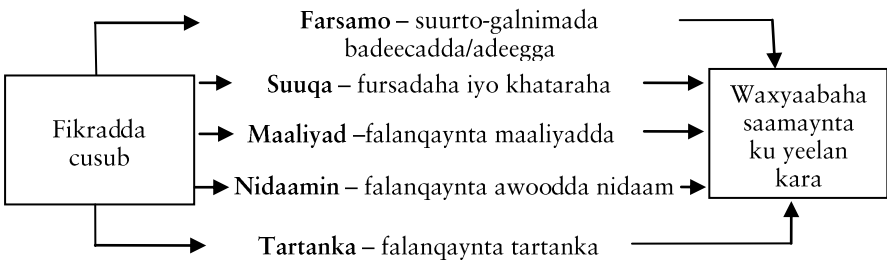 Farsamo – suurto-galnimada
badeecadda/adeegga
Fikradda
cusub
Suuqa – fursadaha iyo khataraha
Maaliyad –falanqaynta maaliyadda
Nidaamin – falanqaynta awoodda nidaam
Tartanka – falanqaynta tartanka
Waxyaabaha
saamaynta
ku yeelan
kara